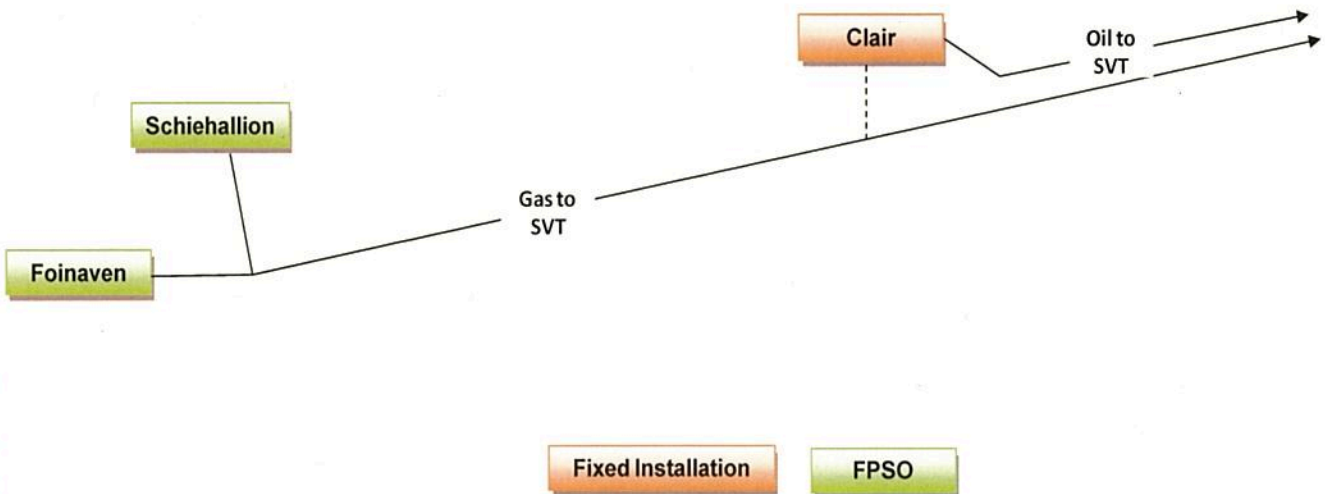 Clair
Oil to
SVT
Schiehallion
Gas to
SVT
Foinaven
Fixed Installation
FPSO